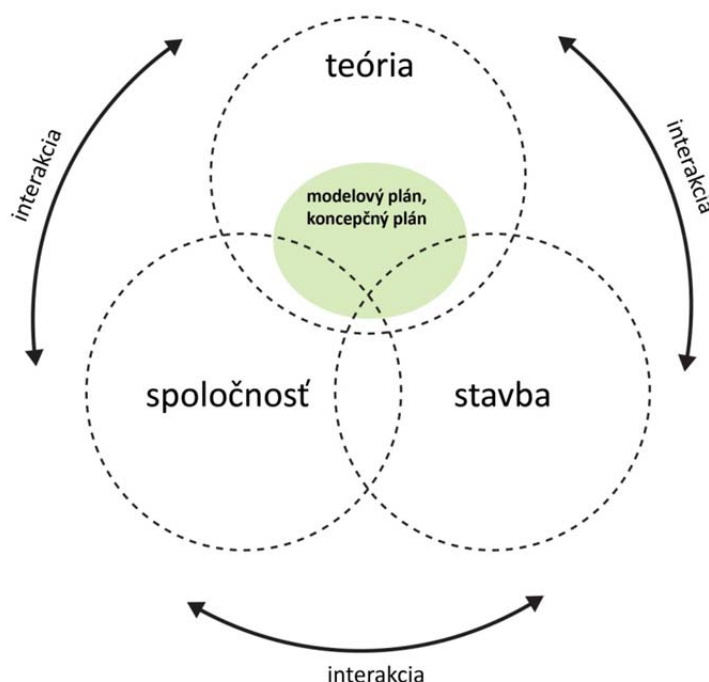 teória
interakcia
interakcia
modelový plán,
koncepčný plán
spoločnosť
stavba
interakcia